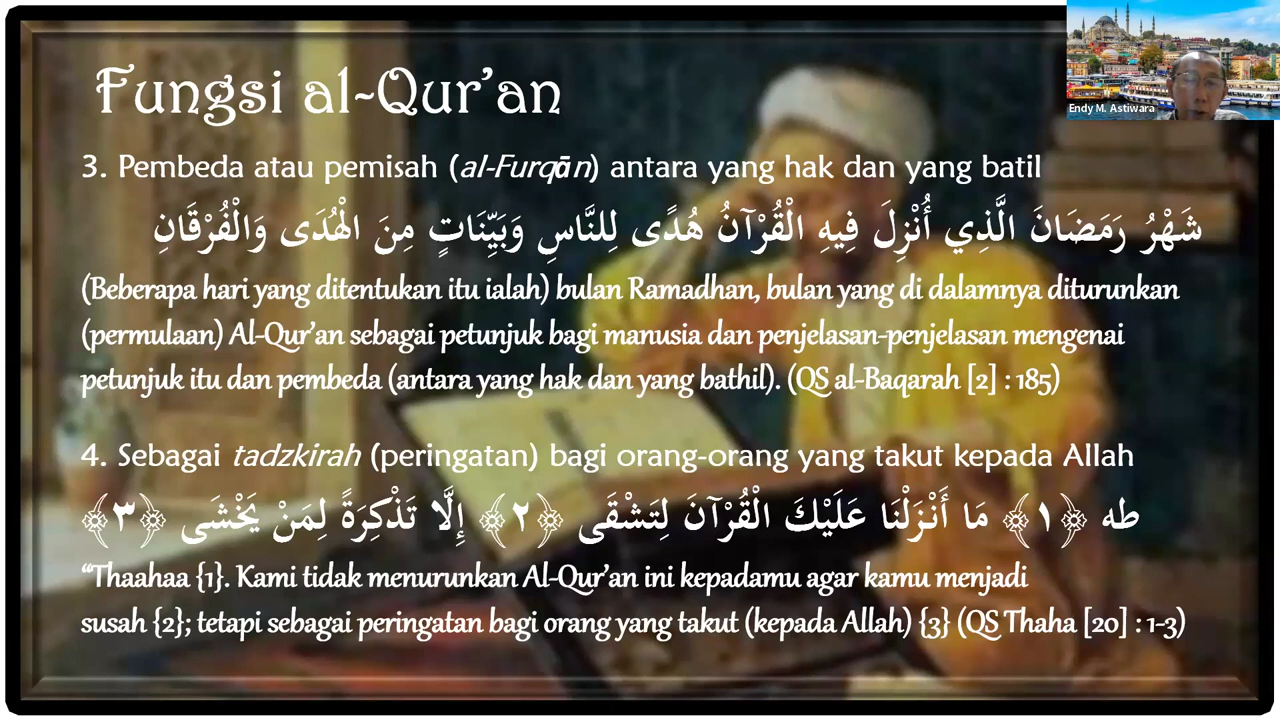 Endy M. Astiwara
Fungsi al-Qur’an
3. Pembeda atau pemisah (al-Furqān) antara yang hak dan yang batil
شَهْرُ رَمَضَانَ الَّذِي أُنْزِلَ فِيهِ الْقُرْآنُ هُدًى لِلنَّاسِ وَبَيِّنَاتٍ مِنَ الْهُدَى وَالْفُرْقَانِ
(Beberapa hari yang ditentukan itu ialah) bulan Ramadhan, bulan yang di dalamnya diturunkan
(permulaan) Al-Qur’an sebagai petunjuk bagi manusia dan penjelasan-penjelasan mengenai
petunjuk itu dan pembeda (antara yang hak dan yang bathil). (QS al-Baqarah [2] : 185)
4. Sebagai tadzkirah (peringatan) bagi orang-orang yang takut kepada Allah
طه ﴿١﴾ مَا أَنْزَلْنَا عَلَيْكَ الْقُرْآنَ لِتَشْقَى ﴿٢﴾ إِلَّا تَذْكِرَةً لِمَنْ يَخْشَى ﴿٣﴾
“Thaahaa {1}. Kami tidak menurunkan Al-Qur’an ini kepadamu agar kamu menjadi
susah {2}; tetapi sebagai peringatan bagi orang yang takut (kepada Allah) {3} (QS Thaha [20] : 1-3)